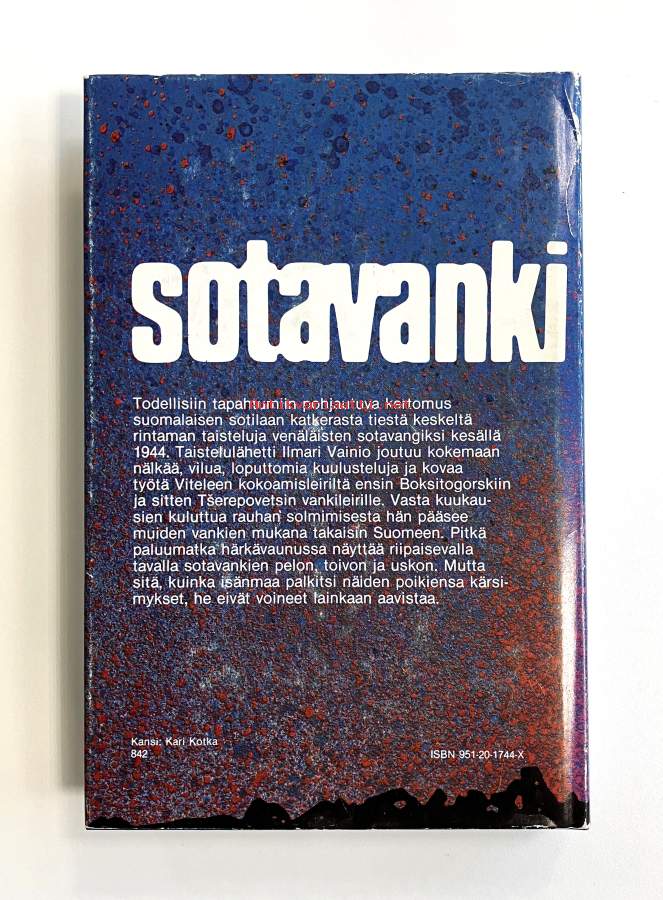 sotavanki
Todellisiin tapahtumiin pohjautuva kertomus
suomalaisen sotilaan katkerasta tiestä keskeltä
rintaman taisteluja venäläisten sotavangiksi kesällä
1944. Taistelulähetti Ilmari Vainio joutuu kokemaan
nälkää, vilua, loputtomia kuulusteluja ja kovaa
työtä Viteleen kokoamisleiriltä ensin Boksitogorskiin
ja sitten Tšerepovetsin vankileirille. Vasta kuukau-
sien kuluttua rauhan solmimisesta hän pääsee
muiden vankien mukana takaisin Suomeen. Pitkä
paluumatka härkävaunussa näyttää riipaisevalla
tavalla sotavankien pelon, toivon ja uskon. Mutta
sitä, kuinka isänmaa palkitsi näiden poikiensa kärsi-
mykset, he eivät voineet lainkaan aavistaa.
Kansi: Kari Kotka
842
ISBN 951-20-1744-X